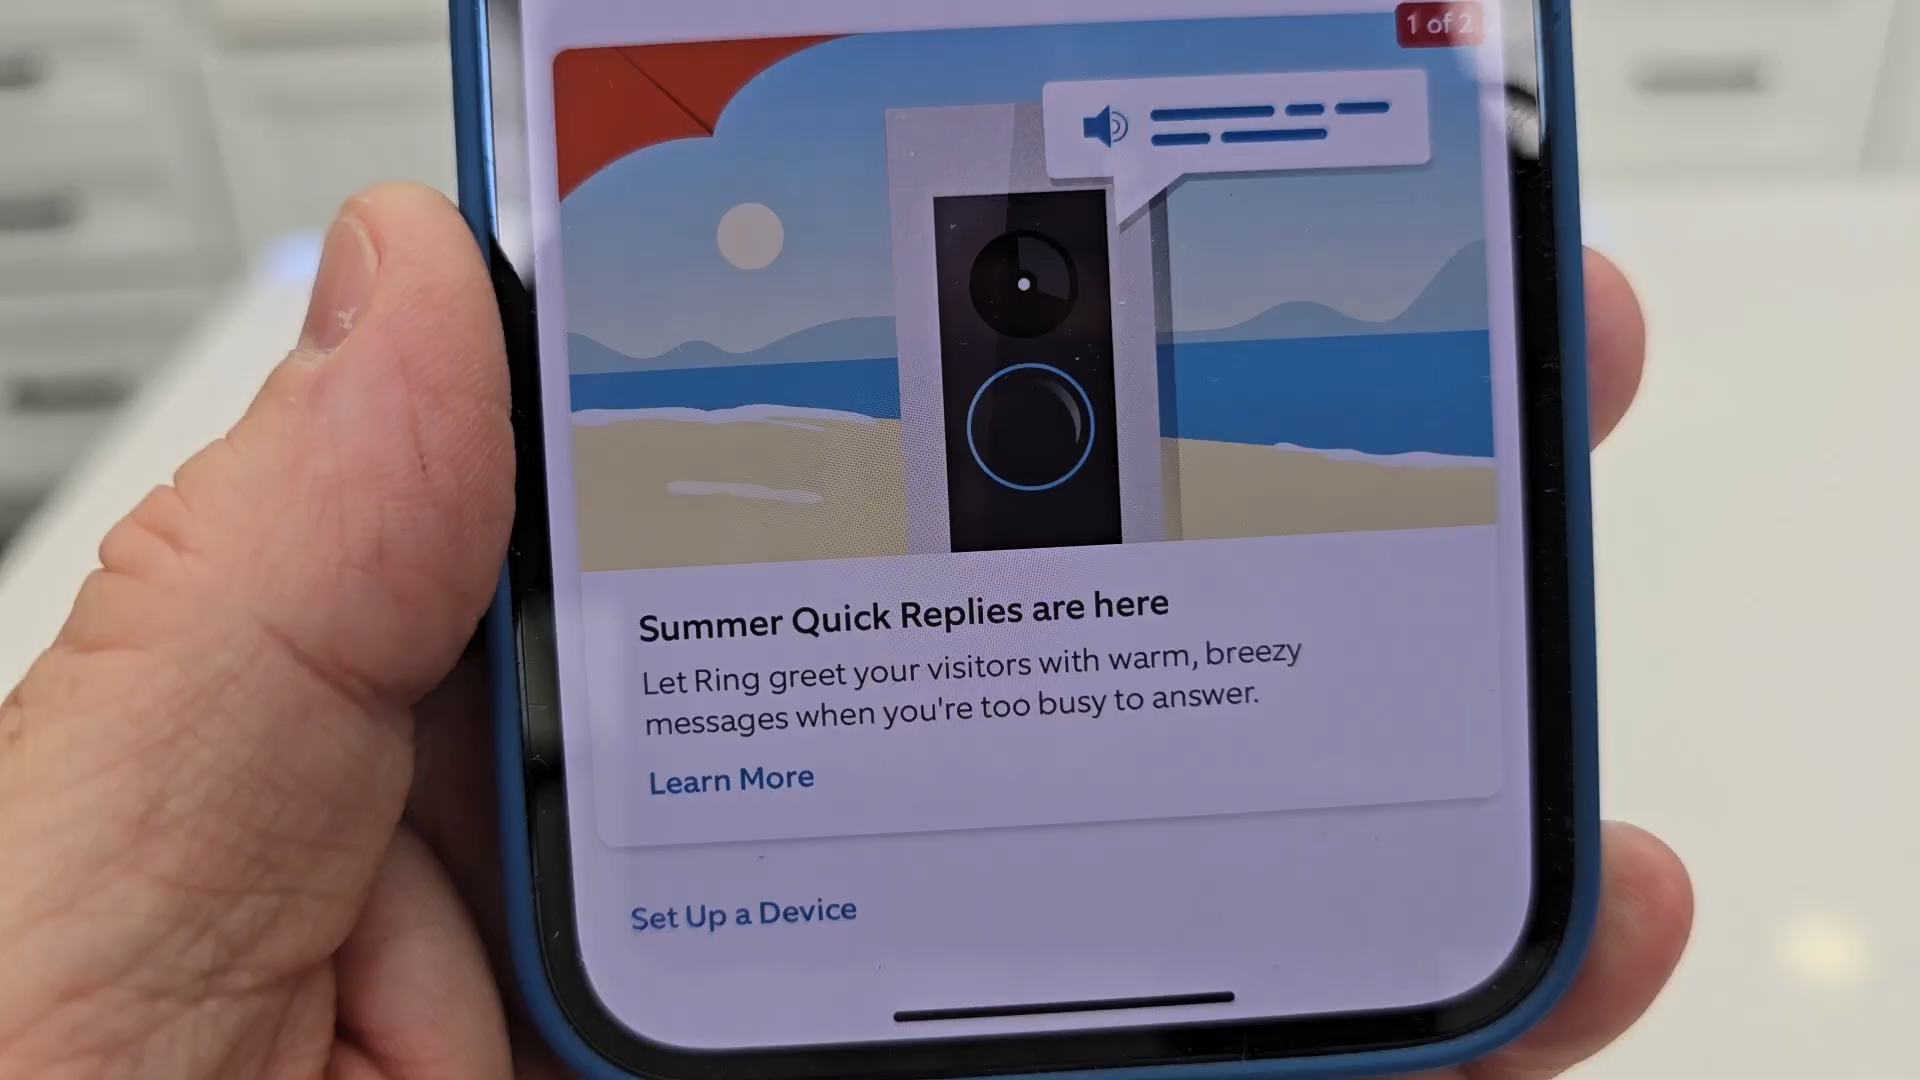 1 of 2
Summer Quick Replies are here
Let Ring greet your visitors with warm, breezy
messages when you're too busy to answer.
Learn More
Set Up a Device